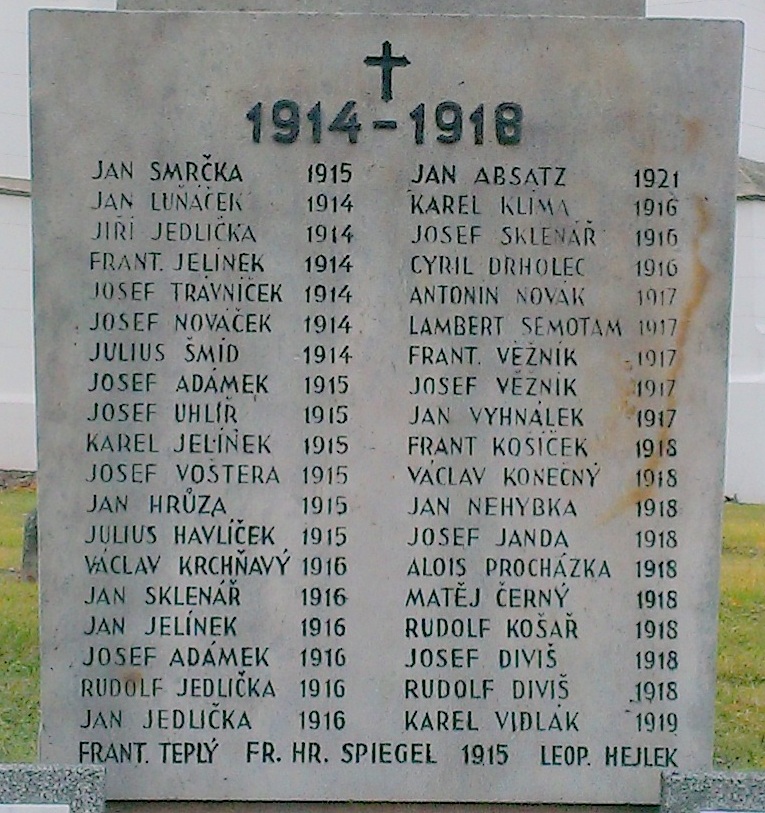 1914-1918
JAN SMRČKA 1915 JAN ABSATZ 1921
JAN LUŇÁČEK 1914 KAREL KLÍMA 1916
JIŘÍ JEDLIČKA 1914 JOSEF SKLENÁŘ 1916
FRANT. JELÍNEK 1914 CYRIL DRHOLEC 1916
JOSEF TRÁVNÍČEK 1914 ANTONIN NOVÁK 1917
JOSEF NOVÁČEK 1914 LAMBERT SEMOTAM 1917
JULIUS ŠMÍD 1914 FRANT. VĚŽNÍK 1917
JOSEF ADÁMEK 1915 JOSEF VĚŽNÍK 1917
JOSEF UHLÍŘ 1915 JAN VYHNÁLEK 1917
KAREL JELÍNEK 1915 FRANT KOSÍČEK 1918
JOSEF VOSTERA 1915 VÁCLAV KONEČNÝ 1918
JAN HRŮZA 1915 JAN NEHYBKA 1918
JULIUS HAVLÍČEK 1915 JOSEF JANDA 1918
VÁCLAV KRCHŇAVÝ 1916 ALOIS PROCHÁZKA 1918
JAN SKLENÁŘ 1916 MATĚJ ČERNÝ 1918
JAN JELÍNEK 1916 RUDOLF KOŠAŘ 1918
JOSEF ADÁMEK 1916 JOSEF DIVIŠ 1918
RUDOLF JEDLIČKA 1916 RUDOLF DIVIŠ 1918
JAN JEDLIČKA 1916 KAREL VIDLÁK 1919
FRANT. TEPLÝ FR. HR. SPIEGEL 1915 LEOP. HEJLEK